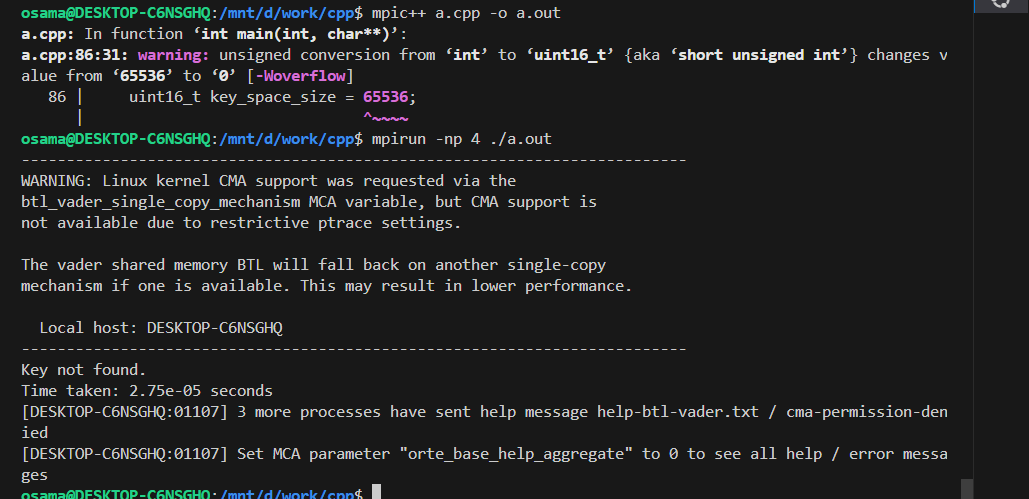 osama@DESKTOP-C6NSGHQ:/mnt/d/work/cpp$ mpic++ a.cpp -o a.out
a.cpp: In function ‘int main(int, char**)’:
a.cpp:86:31: warning: unsigned conversion from ‘int’ to ‘uint16_t’ {aka ‘short unsigned int’} changes v
alue from ‘65536’ to ‘0’ [-Woverflow]
   86 |     uint16_t key_space_size = 65536;
      |                               ^~~~~
osama@DESKTOP-C6NSGHQ:/mnt/d/work/cpp$ mpirun -np 4 ./a.out
--------------------------------------------------------------------------
WARNING: Linux kernel CMA support was requested via the
btl_vader_single_copy_mechanism MCA variable, but CMA support is
not available due to restrictive ptrace settings.

The vader shared memory BTL will fall back on another single-copy
mechanism if one is available. This may result in lower performance.

  Local host: DESKTOP-C6NSGHQ
--------------------------------------------------------------------------
Key not found.
Time taken: 2.75e-05 seconds
[DESKTOP-C6NSGHQ:01107] 3 more processes have sent help message help-btl-vader.txt / cma-permission-den
ied
[DESKTOP-C6NSGHQ:01107] Set MCA parameter "orte_base_help_aggregate" to 0 to see all help / error messa
ges
osama@DESKTOP-C6NSGHQ:/mnt/d/work/cpp$